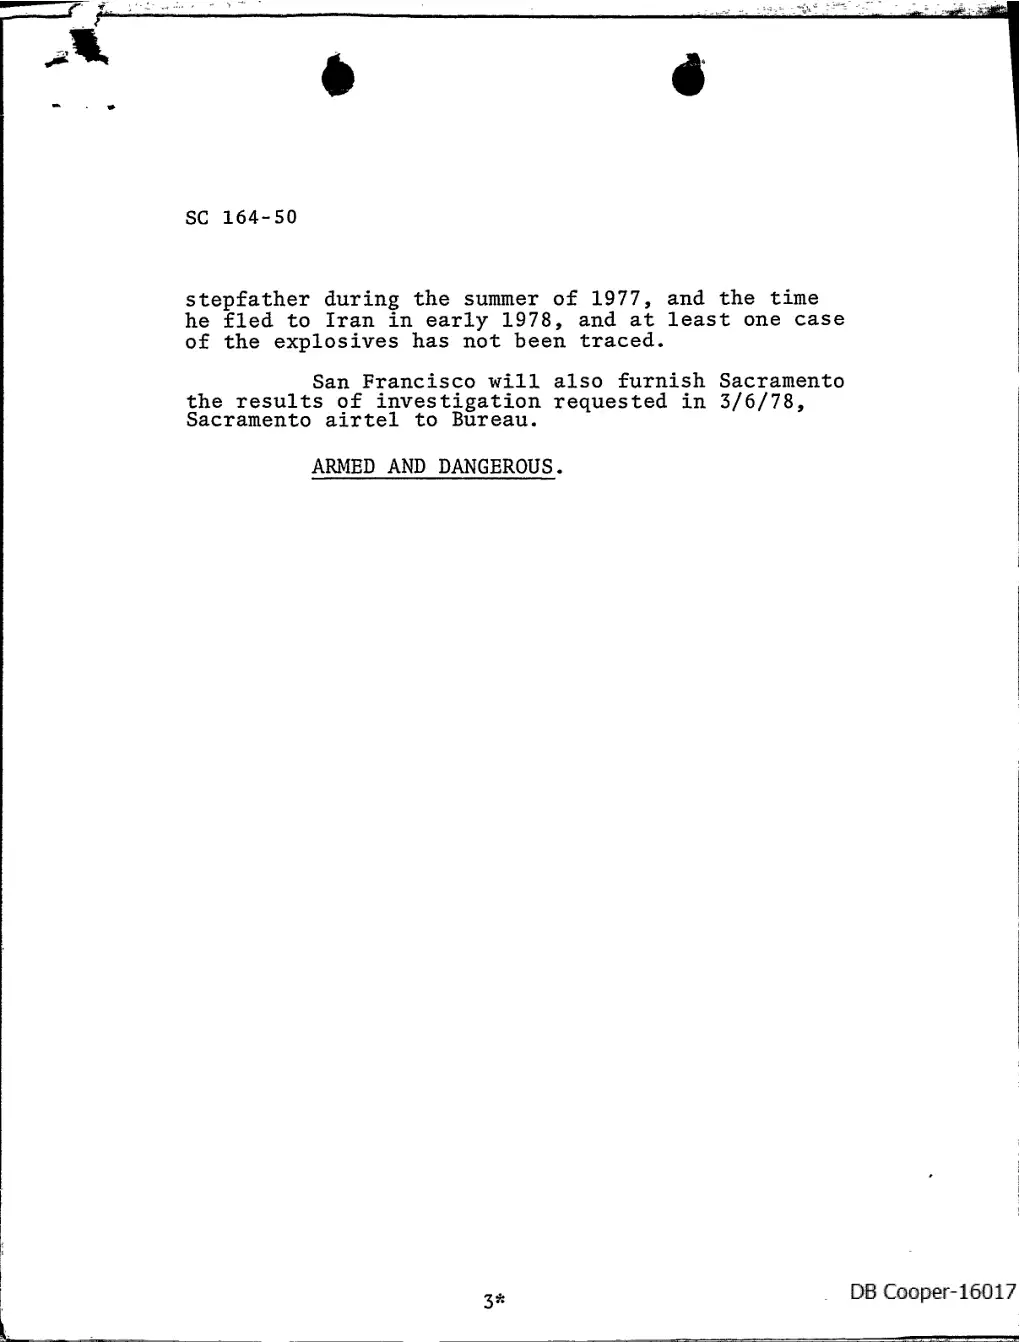 SC 164-50
stepfather during the summer of 1977, and the time
he fled to Iran in early 1978, and at least one case
of the explosives has not been traced.
San Francisco will also furnish Sacramento
the results of investigation requested in 3/6/78,
Sacramento airtel to Bureau.
ARMED AND DANGEROUS.
3*
DB Cooper-16017